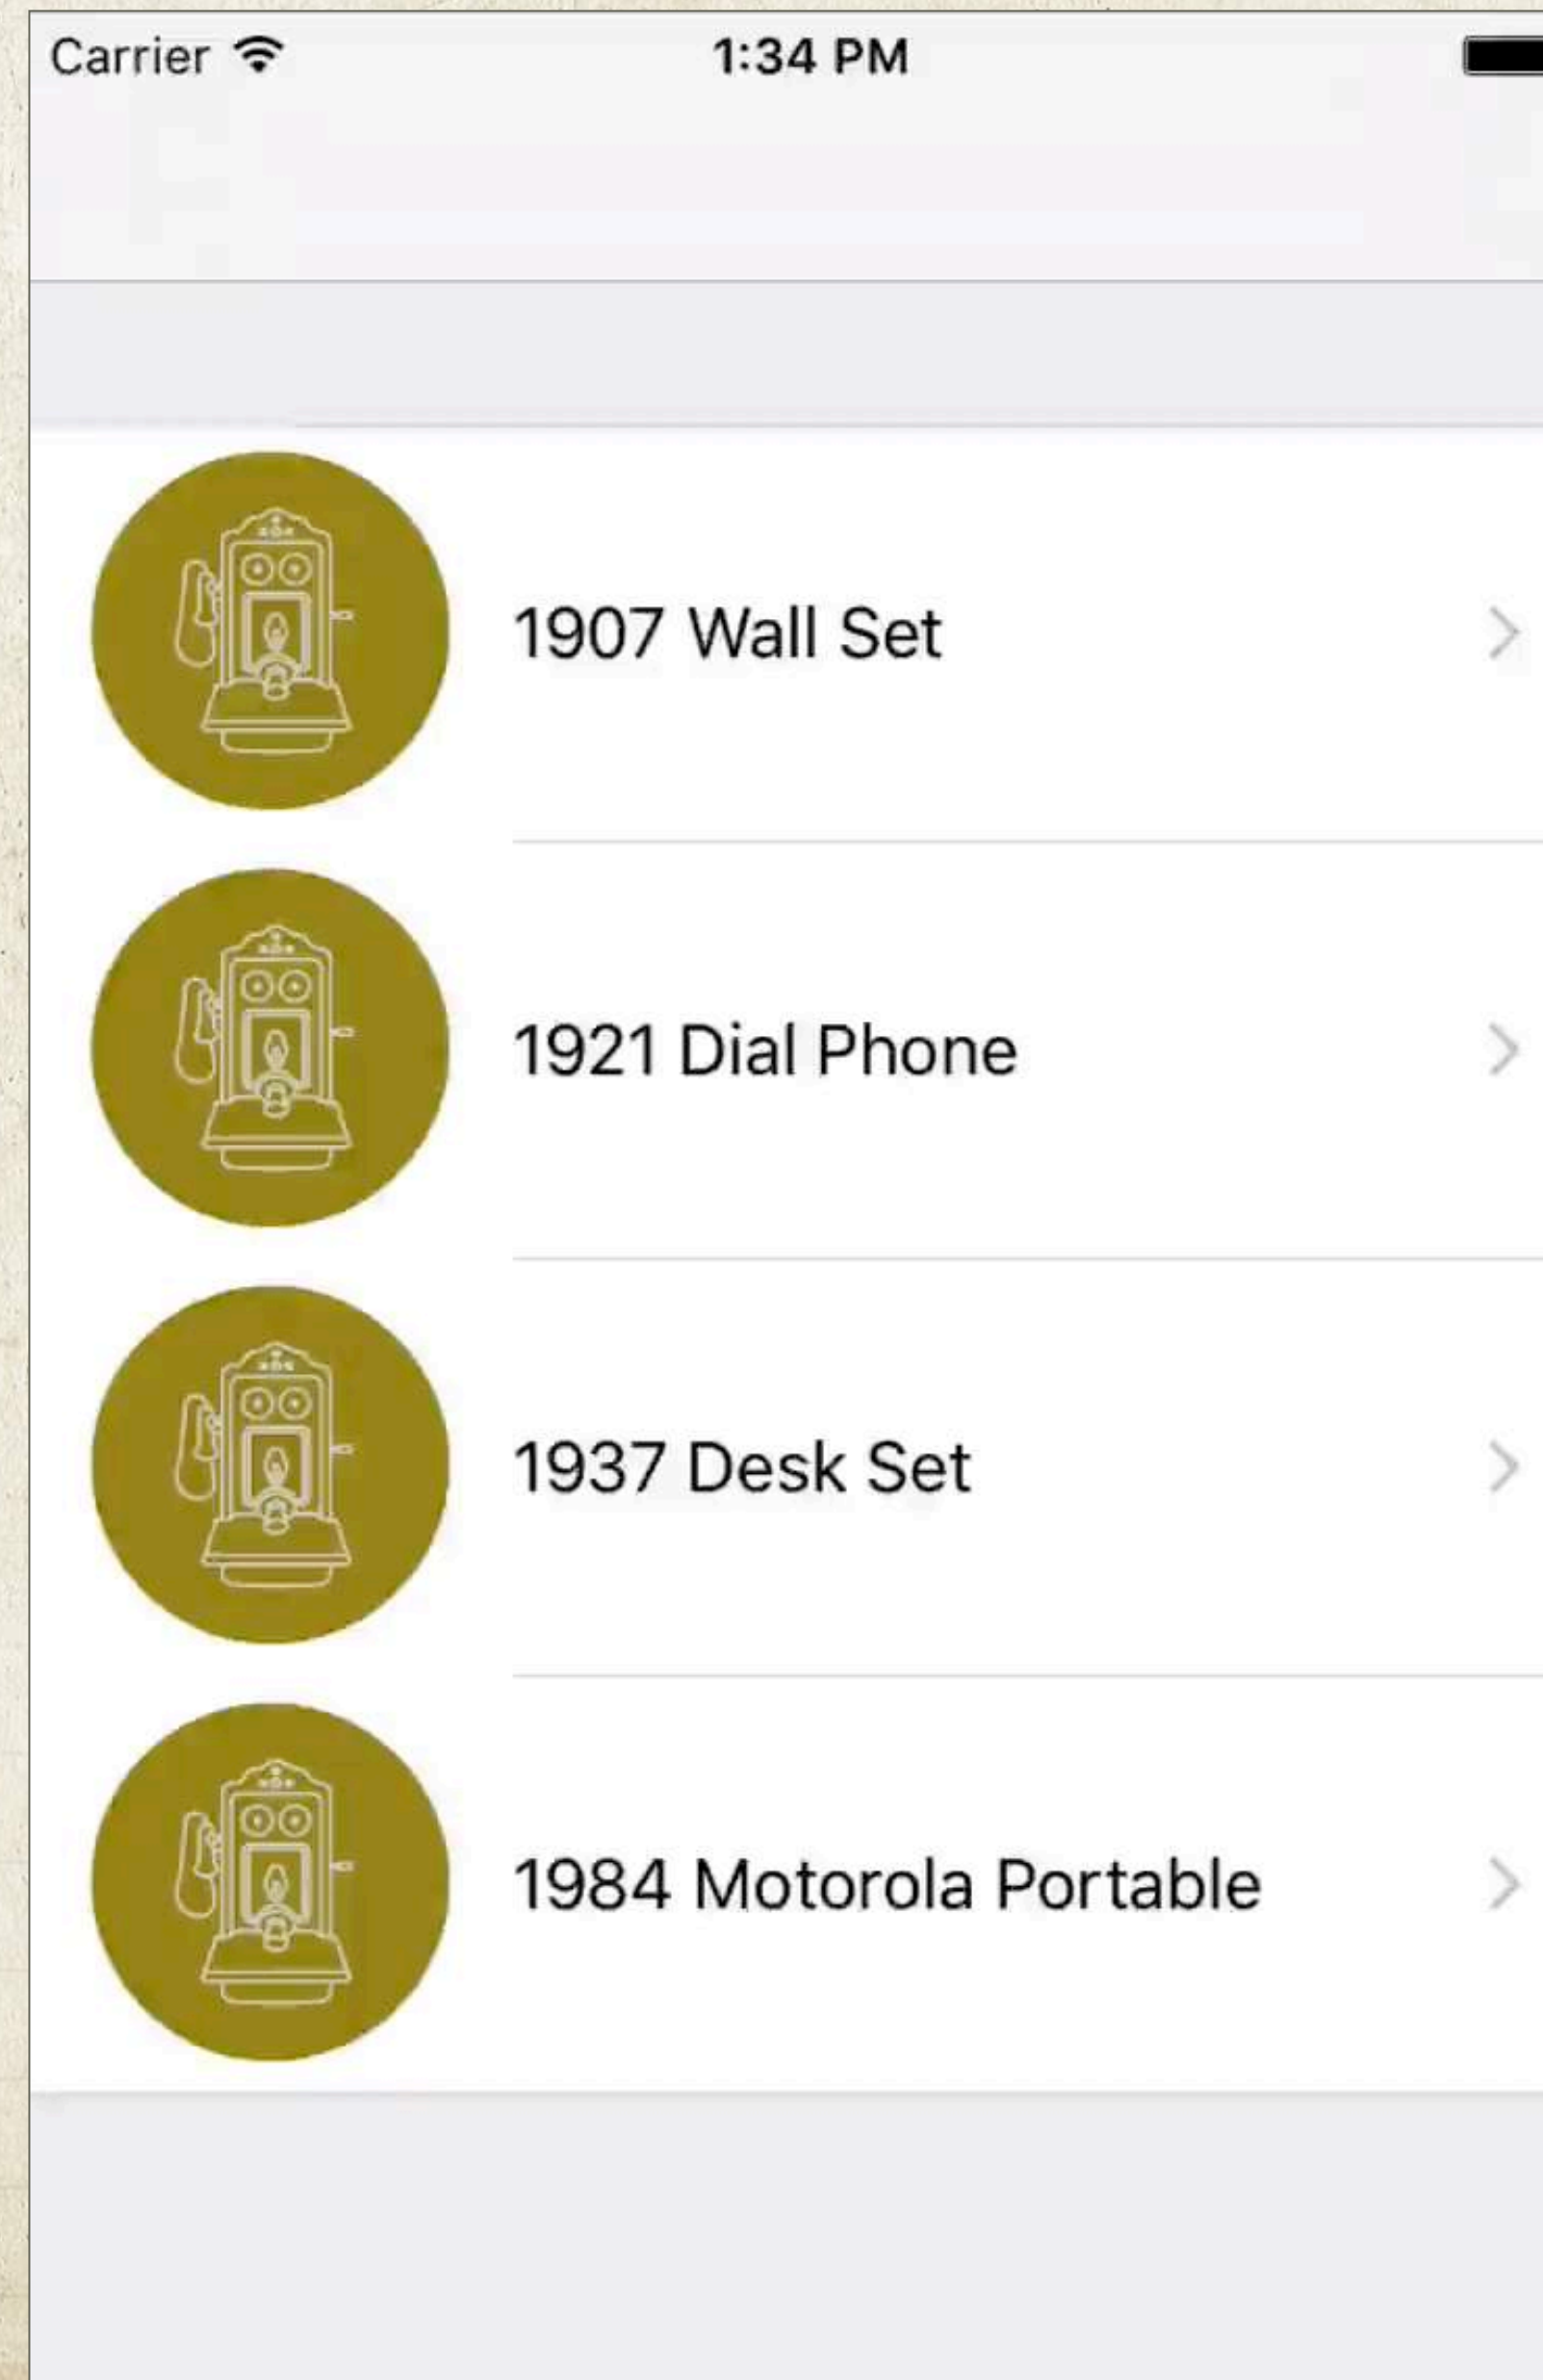 Carrier
1:34 PM
1907 Wall Set
1921 Dial Phone
1937 Desk Set
1984 Motorola Portable